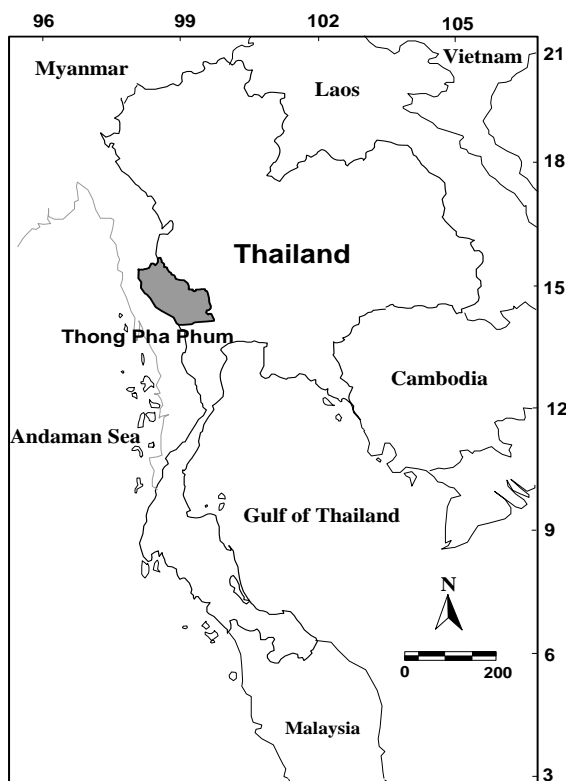 96 99 102 105
21
Myanmar
Vietnam
Laos
18
Thailand
15
Thong Pha Phum
Cambodia
12
Andaman Sea
Gulf of Thailand
9
N
6
0 200
Malaysia
3